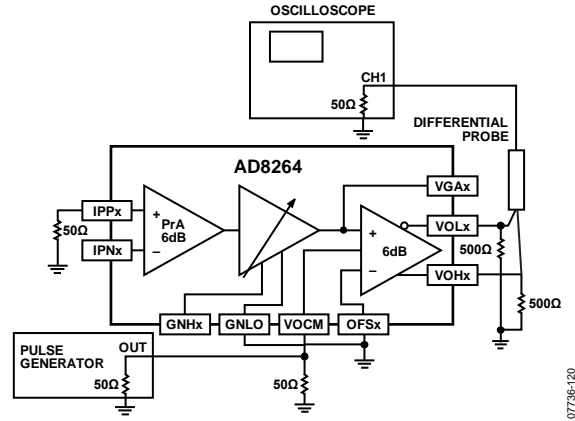 OSCILLOSCOPE
CH1
50Ω
DIFFERENTIAL
PROBE
AD8264
IPPx
VGAx
50Ω
+
PrA
6dB
–
IPNx
+
6dB
–
VOLx
500Ω
VOHx
500Ω
GNHx
GNLO
VOCM
OFSx
PULSE
GENERATOR
OUT
50Ω
50Ω
07736-120